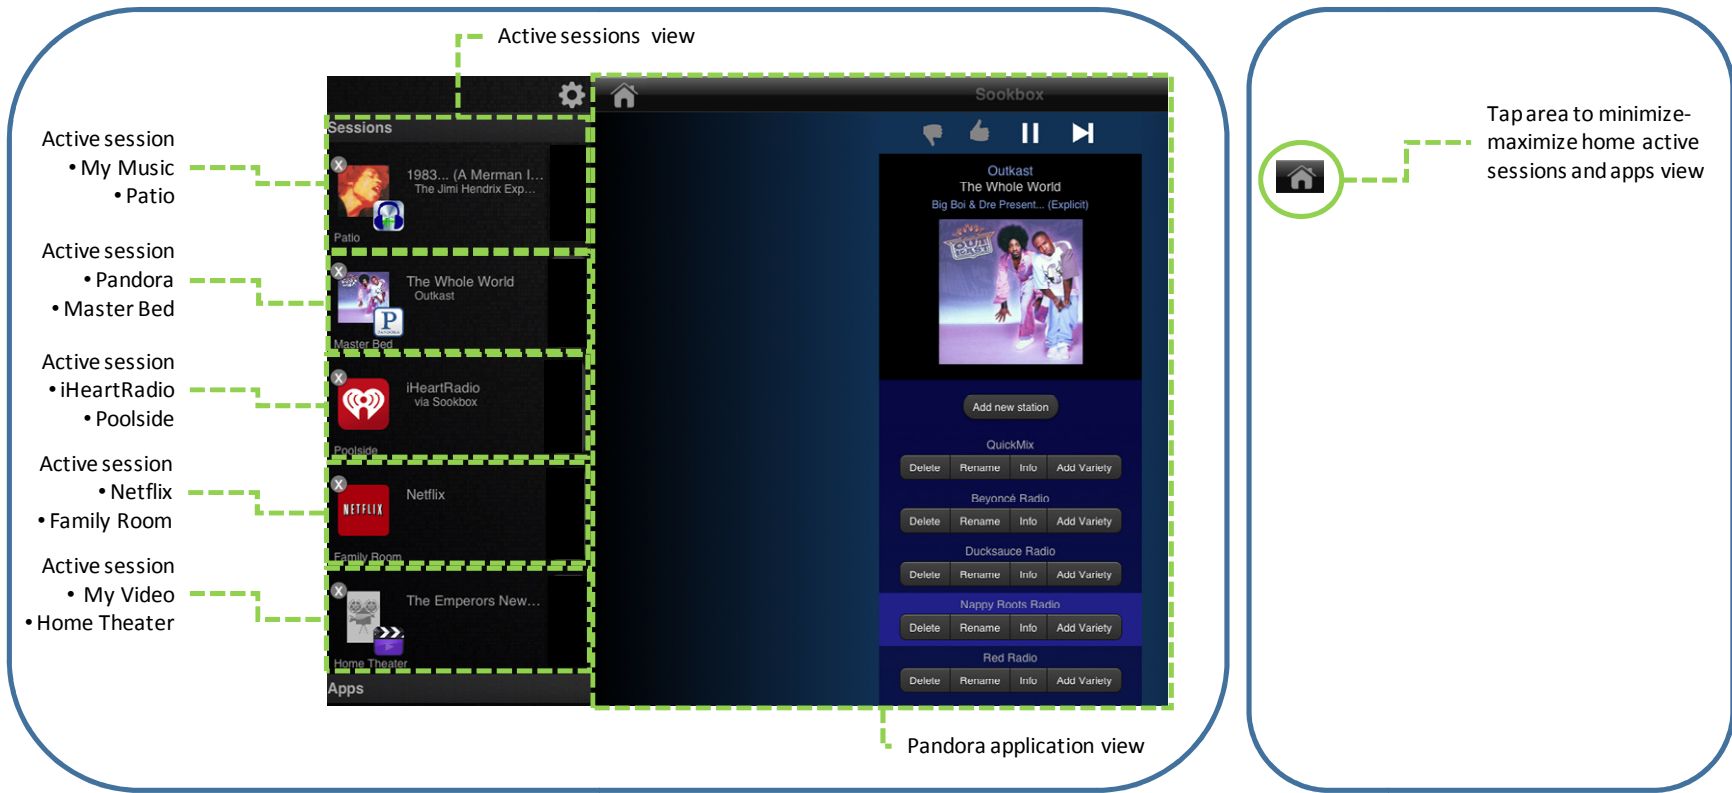 Active sessions view
Active session
• My Music
• Patio
Active session
• Pandora
• Master Bed
Active session
• iHeartRadio
• Poolside
Active session
• Netflix
• Family Room
Active session
• My Video
• Home Theater
Sessions
X
1983... (A Merman I...
The Jimi Hendrix Exp...
Patio
X
The Whole World
Outkast
P
PANDORA
Master Bed
X
iHeartRadio
via Sookbox
Poolside
X
Netflix
NETFLIX
Family Room
X
The Emperors New...
Home Theater
Apps
Sookbox
Outkast
The Whole World
Big Boi & Dre Present... (Explicit)
OUTKAST
Add new station
QuickMix
Delete Rename Info Add Variety
Beyoncé Radio
Delete Rename Info Add Variety
Ducksauce Radio
Delete Rename Info Add Variety
Nappy Roots Radio
Delete Rename Info Add Variety
Red Radio
Delete Rename Info Add Variety
Pandora application view
Tap area to minimize-
maximize home active
sessions and apps view